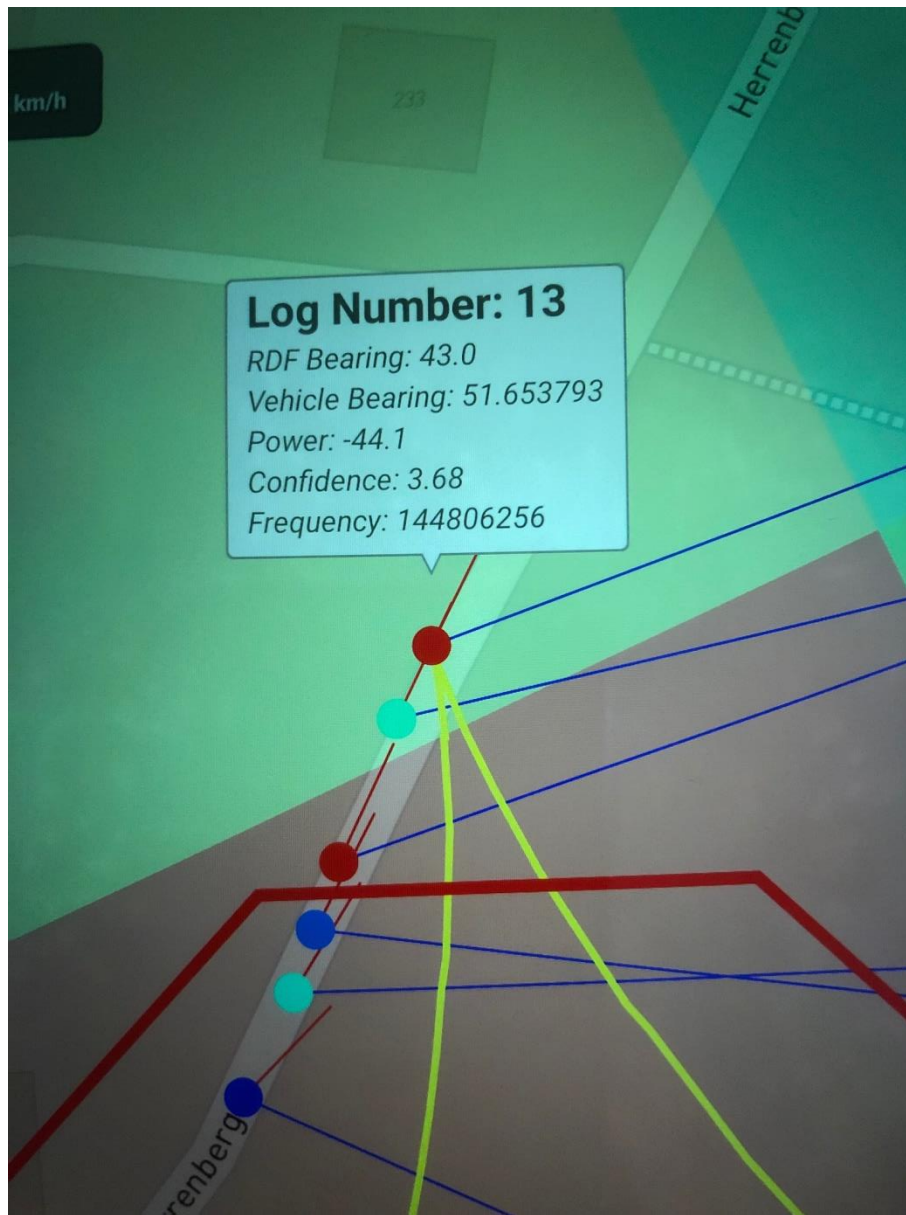 km/h
233
Herrenb
Log Number: 13
RDF Bearing: 43.0
Vehicle Bearing: 51.653793
Power: -44.1
Confidence: 3.68
Frequency: 144806256
rrenberg